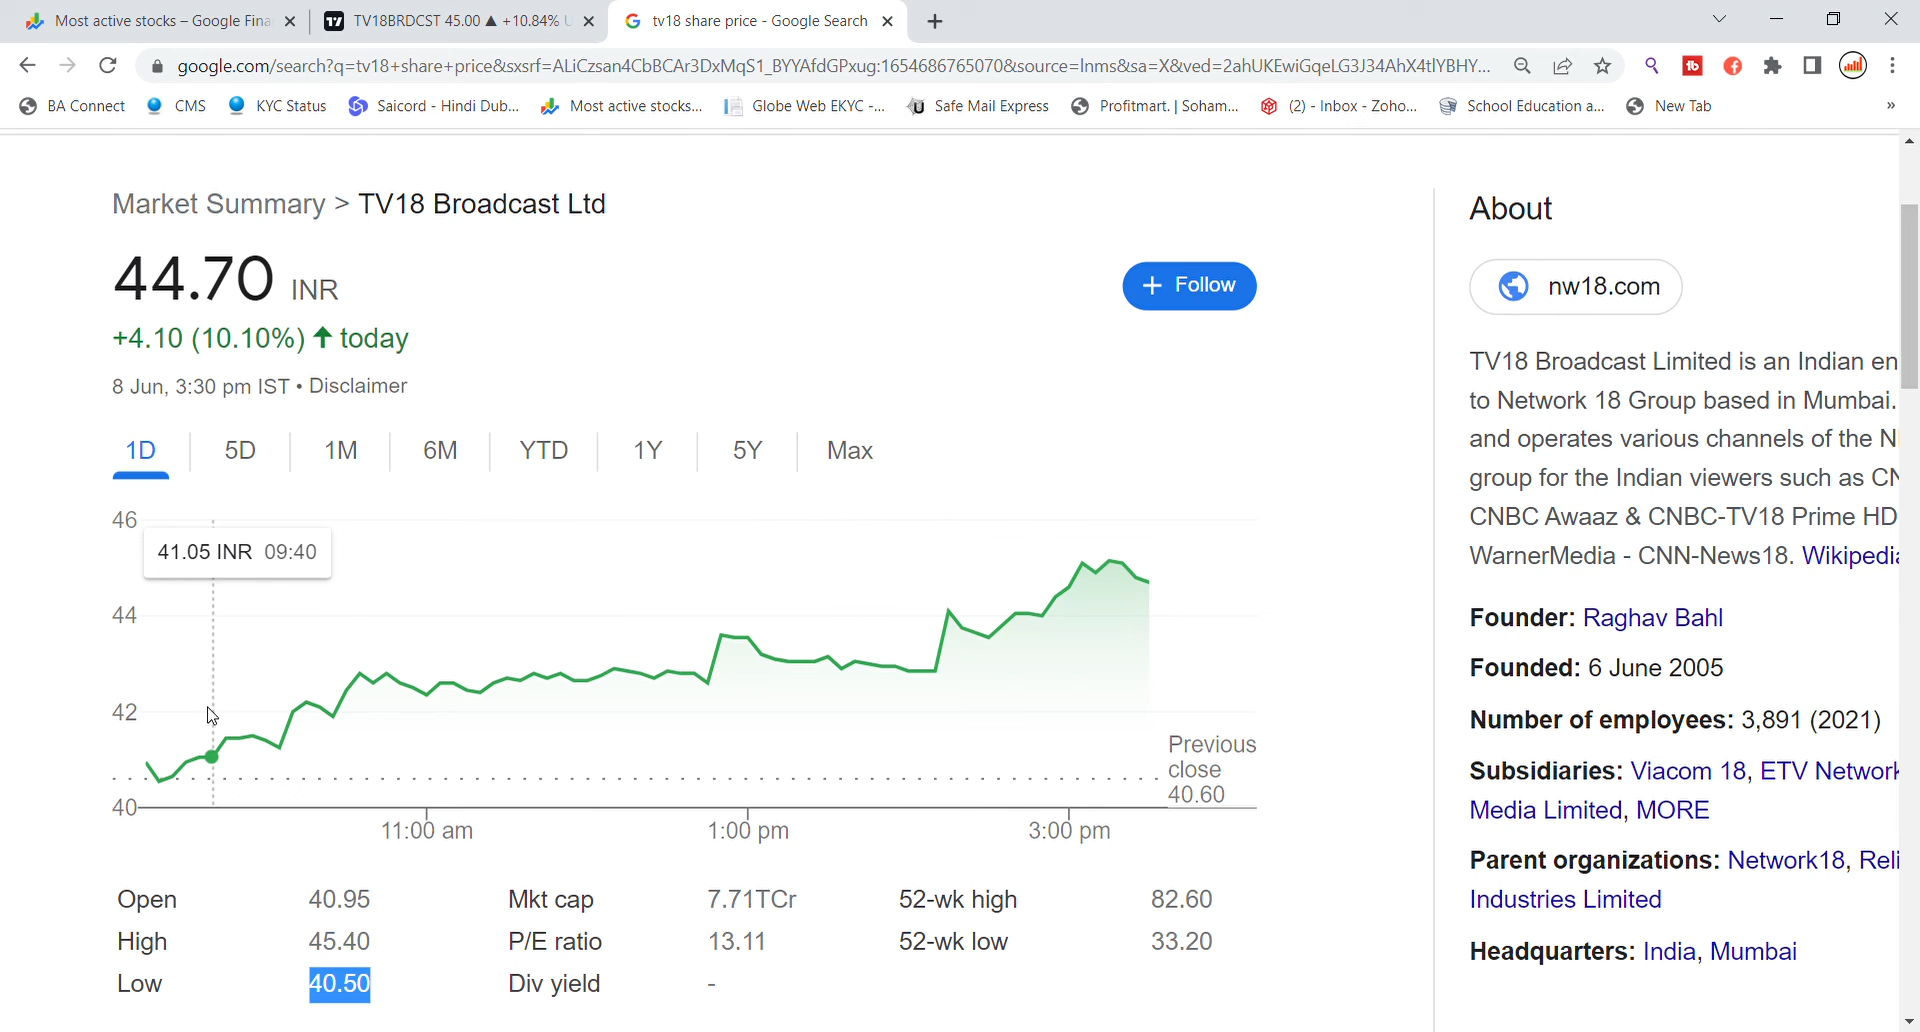 Most active stocks – Google Fina
TV18BRDCST 45.00 ▲ +10.84% U
tv18 share price - Google Search
google.com/search?q=tv18+share+price&sxsrf=ALiCzsan4CbBCAr3DxMqS1_BYYAfdGPxug:1654686765070&source=lnms&sa=X&ved=2ahUKEwiGqeLG3J34AhX4tlYBHY...
BA Connect
CMS
KYC Status
Saicord - Hindi Dub...
Most active stocks...
Globe Web EKYC -...
Safe Mail Express
Profitmart. | Soham...
(2) - Inbox - Zoho...
School Education a...
New Tab
»
Market Summary > TV18 Broadcast Ltd
44.70 INR
+ Follow
+4.10 (10.10%) ↑ today
8 Jun, 3:30 pm IST • Disclaimer
1D 5D 1M 6M YTD 1Y 5Y Max
46
41.05 INR 09:40
44
42
Previous
close
40.60
40
11:00 am 1:00 pm 3:00 pm
Open 40.95 Mkt cap 7.71TCr 52-wk high 82.60
High 45.40 P/E ratio 13.11 52-wk low 33.20
Low 40.50 Div yield -
About
nw18.com
TV18 Broadcast Limited is an Indian en
to Network 18 Group based in Mumbai.
and operates various channels of the N
group for the Indian viewers such as CN
CNBC Awaaz & CNBC-TV18 Prime HD
WarnerMedia - CNN-News18. Wikipedia
Founder: Raghav Bahl
Founded: 6 June 2005
Number of employees: 3,891 (2021)
Subsidiaries: Viacom 18, ETV Network
Media Limited, MORE
Parent organizations: Network18, Reli
Industries Limited
Headquarters: India, Mumbai